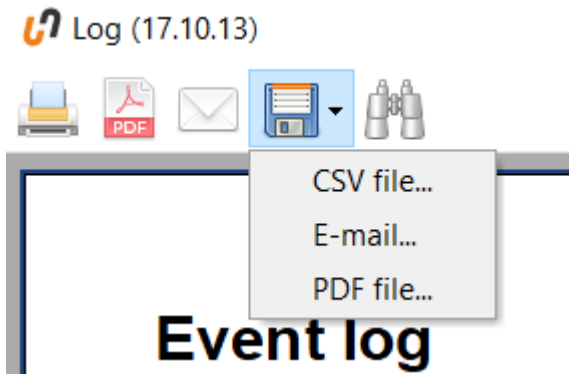 Log (17.10.13)
PDF
CSV file...
E-mail...
PDF file...
Event log